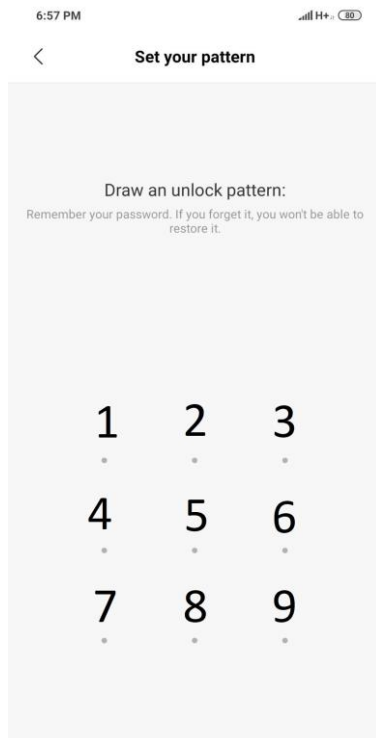 6:57 PM H+ 80
Set your pattern
Draw an unlock pattern:
Remember your password. If you forget it, you won't be able to
restore it.
1 2 3
4 5 6
7 8 9